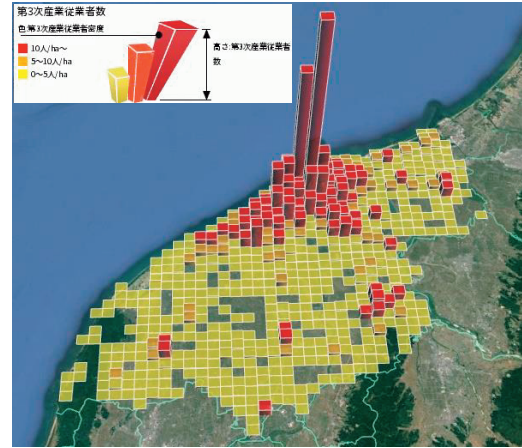 第3次産業従業者数
色:第3次産業従業者密度
10人/ha～
5～10人/ha
0～5人/ha
高さ:第3次産業従業者
数